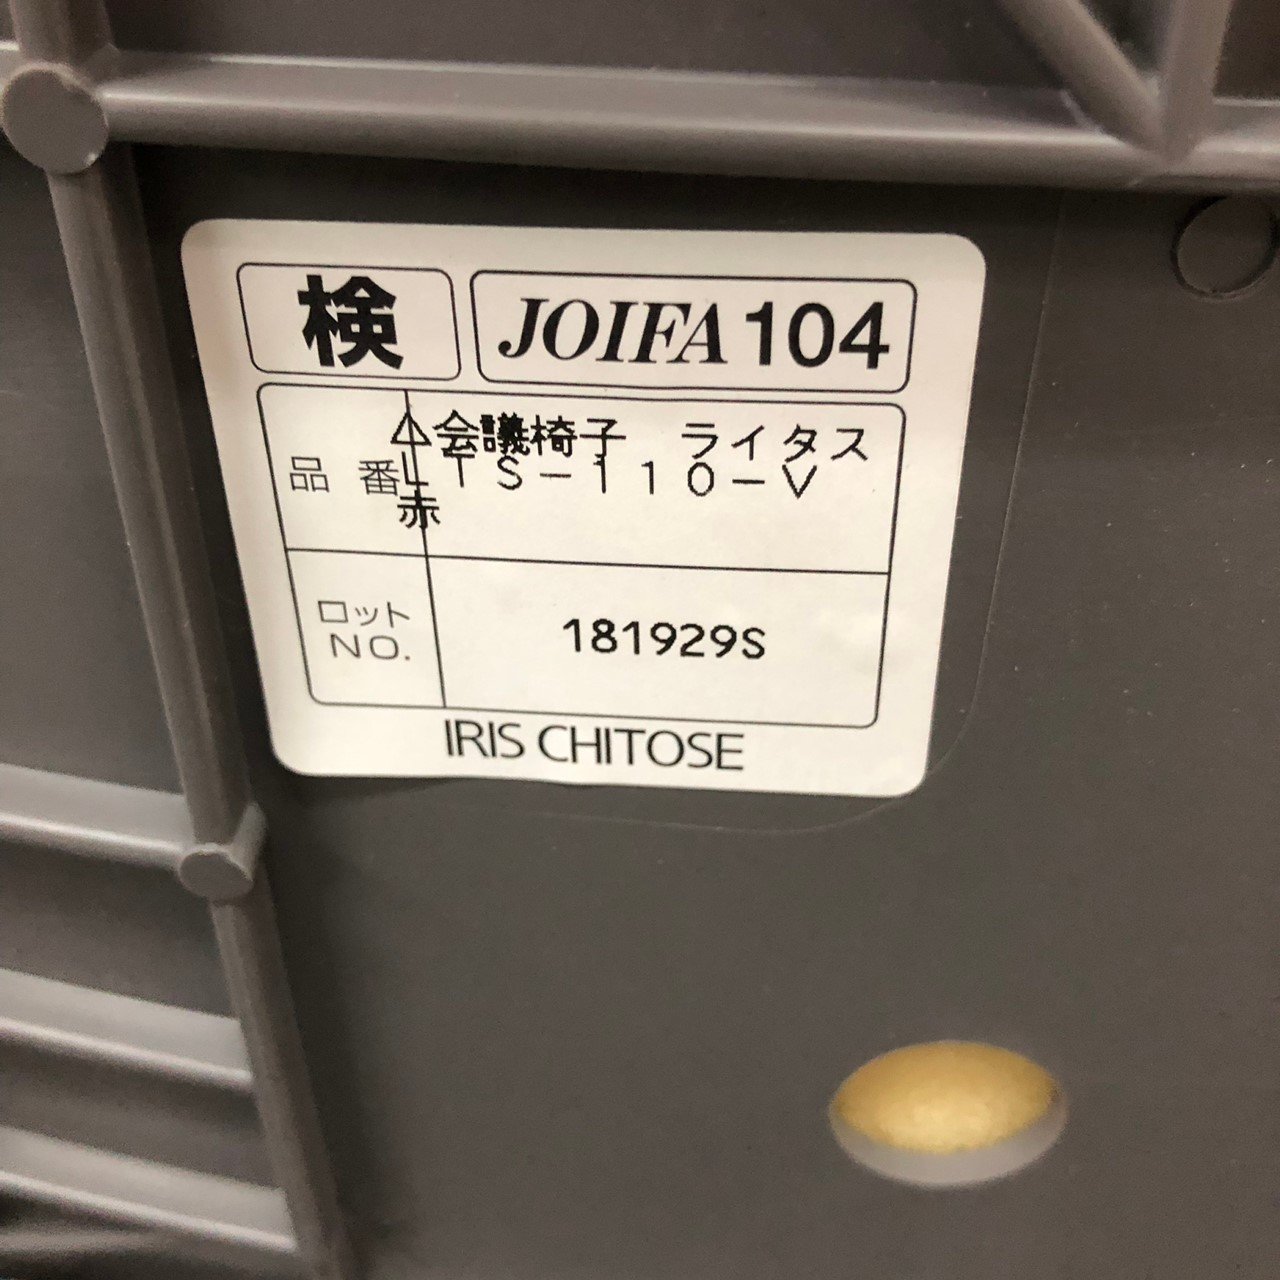 検 JOIFA 104
△会議椅子 ライタス
品番 LTS-110-V
赤
ロット
NO. 181929S
IRIS CHITOSE